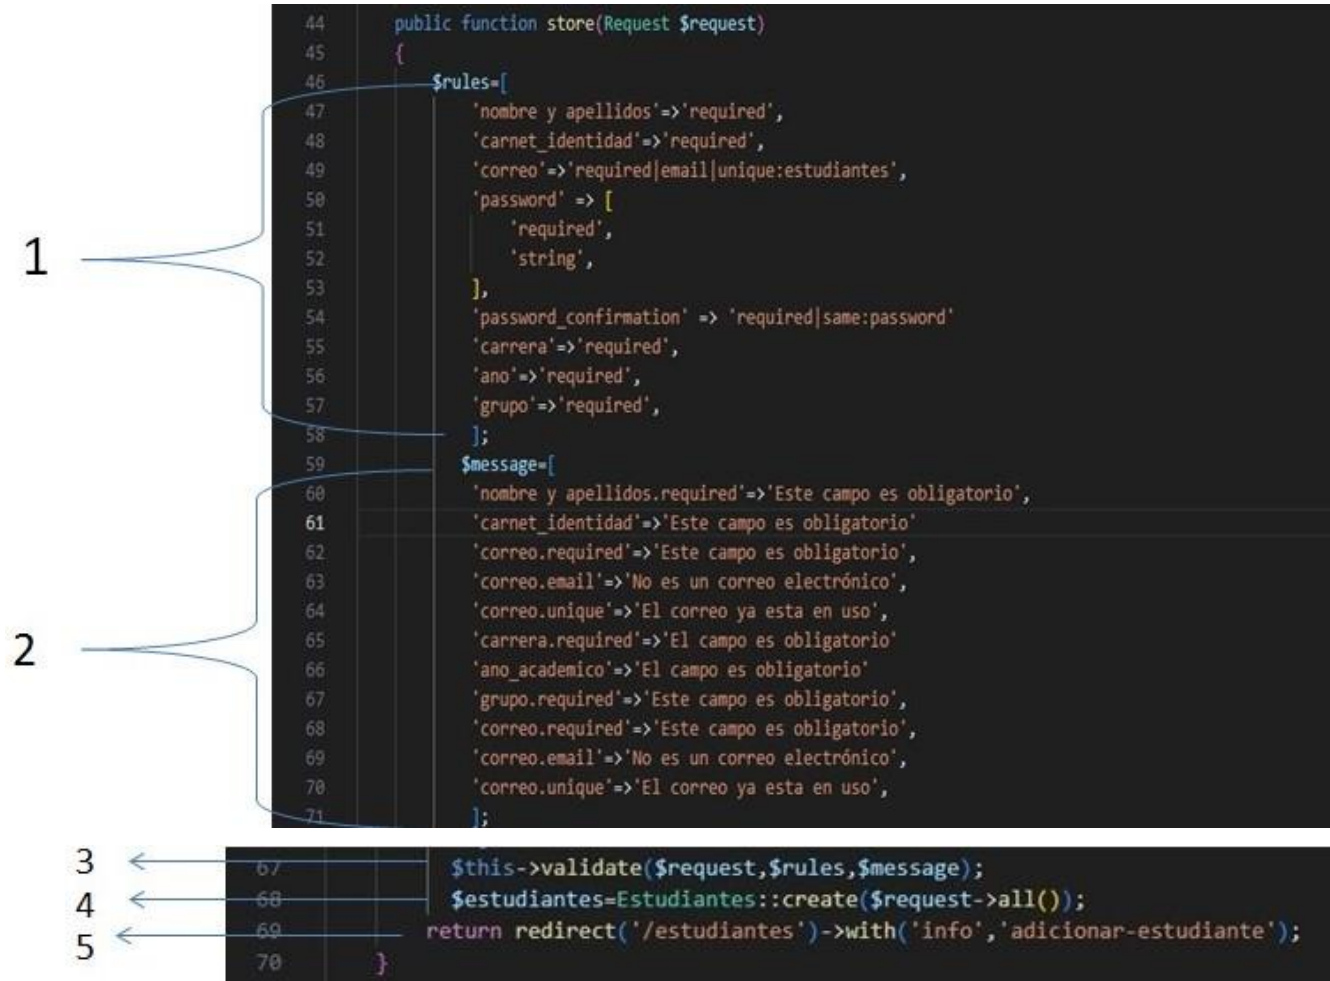 44 public function store(Request $request)
45 {
46 $rules=[
47 'nombre y apellidos'=>'required',
48 'carnet_identidad'=>'required',
49 'correo'=>'required|email|unique:estudiantes',
50 'password' => [
51 'required',
52 'string',
53 ],
54 'password_confirmation' => 'required|same:password'
55 'carrera'=>'required',
56 'ano'=>'required',
57 'grupo'=>'required',
58 ];
1
59 $message=[
60 'nombre y apellidos.required'=>'Este campo es obligatorio',
61 'carnet_identidad'=>'Este campo es obligatorio'
62 'correo.required'=>'Este campo es obligatorio',
63 'correo.email'=>'No es un correo electrónico',
64 'correo.unique'=>'El correo ya esta en uso',
65 'carrera.required'=>'El campo es obligatorio'
66 'ano_academico'=>'El campo es obligatorio'
67 'grupo.required'=>'Este campo es obligatorio',
68 'correo.required'=>'Este campo es obligatorio',
69 'correo.email'=>'No es un correo electrónico',
70 'correo.unique'=>'El correo ya esta en uso',
71 ];
2
3 67 $this->validate($request,$rules,$message);
4 68 $estudiantes=Estudiantes::create($request->all());
5 69 return redirect('/estudiantes')->with('info','adicionar-estudiante');
70 }